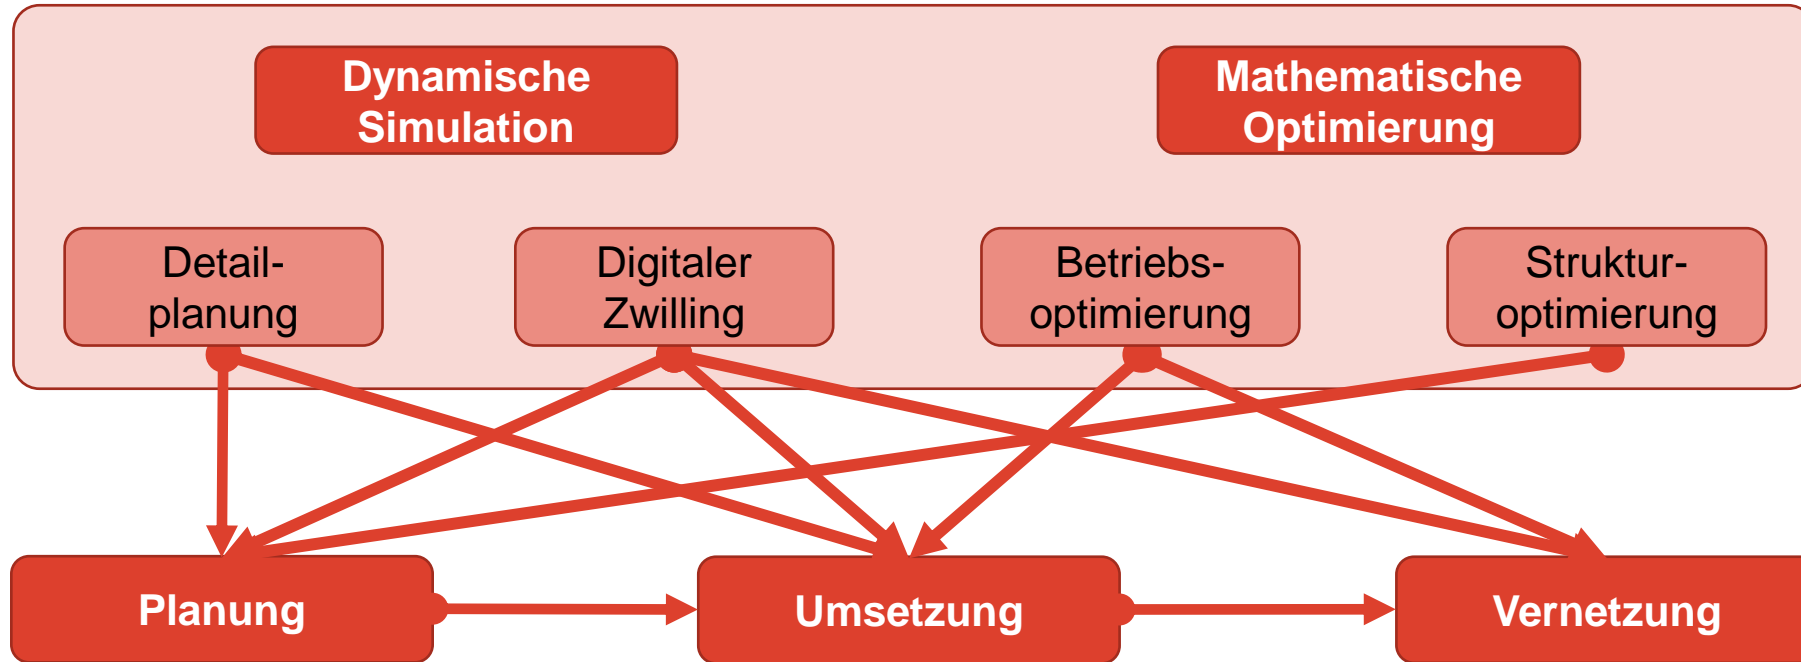 Dynamische
Simulation
Mathematische
Optimierung
Detail-
planung
Digitaler
Zwilling
Betriebs-
optimierung
Struktur-
optimierung
Planung
Umsetzung
Vernetzung